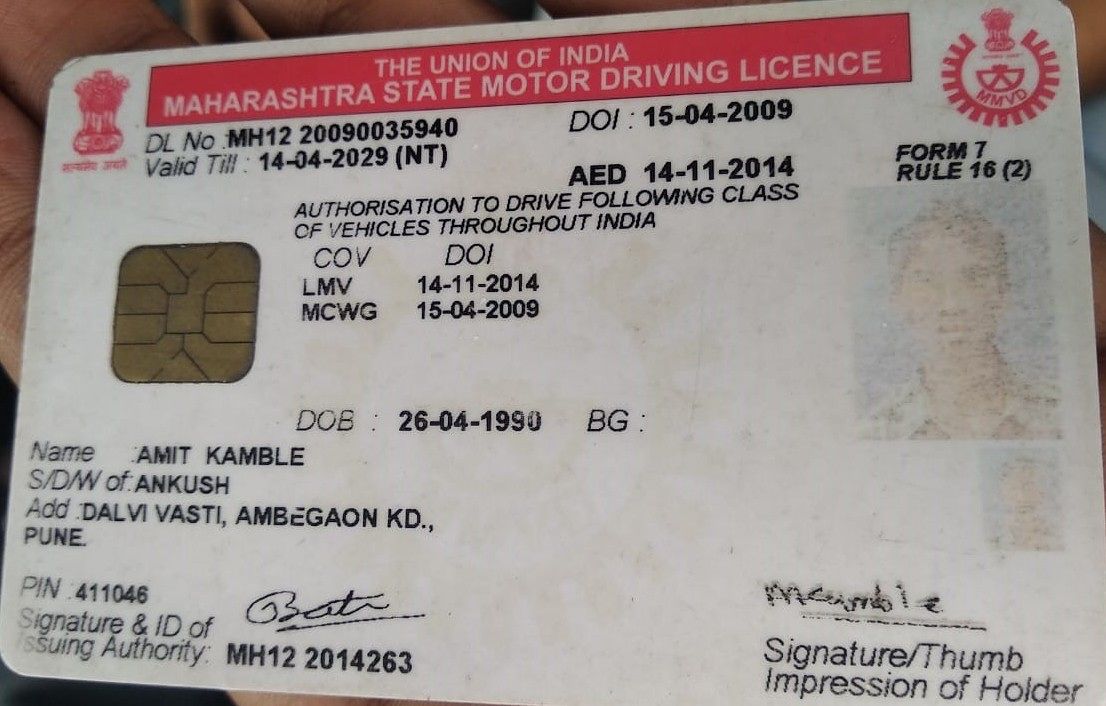 THE UNION OF INDIA
MAHARASHTRA STATE MOTOR DRIVING LICENCE
सत्यमेव जयते
MMVD
DL No :MH12 20090035940 DOI : 15-04-2009
Valid Till : 14-04-2029 (NT)
AED 14-11-2014
FORM 7
RULE 16 (2)
AUTHORISATION TO DRIVE FOLLOWING CLASS
OF VEHICLES THROUGHOUT INDIA
COV DOI
LMV 14-11-2014
MCWG 15-04-2009
DOB : 26-04-1990 BG :
Name :AMIT KAMBLE
S/D/W of:ANKUSH
Add :DALVI VASTI, AMBEGAON KD.,
PUNE.
PIN :411046
Signature & ID of
Issuing Authority: MH12 2014263
Signature/Thumb
Impression of Holder